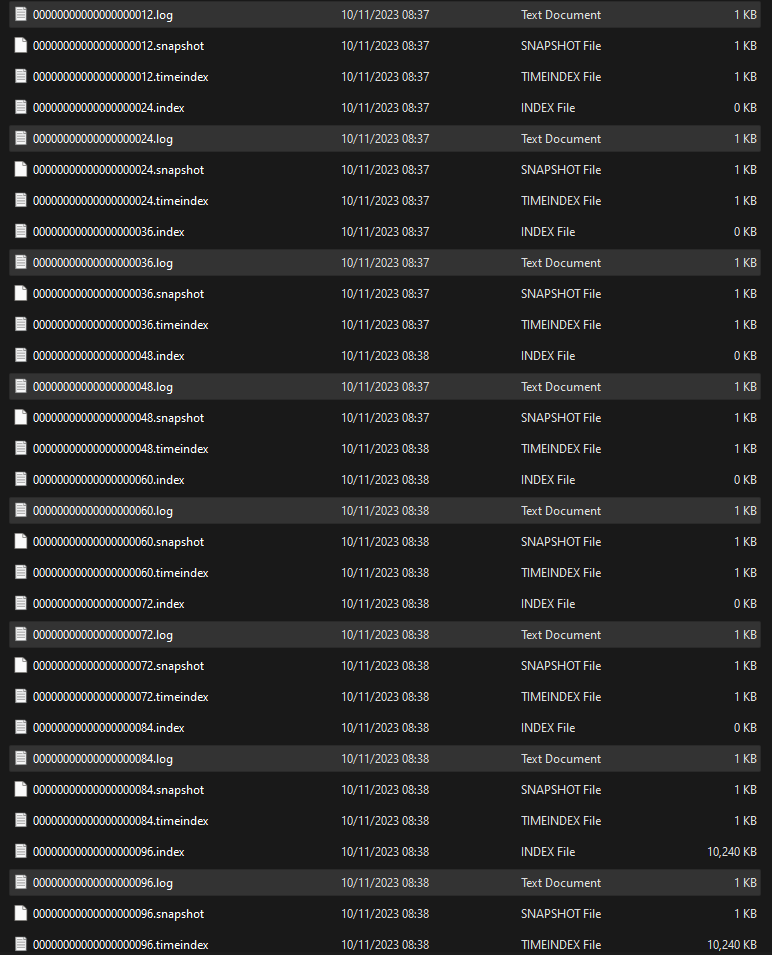 00000000000000000012.log 10/11/2023 08:37 Text Document 1 KB
00000000000000000012.snapshot 10/11/2023 08:37 SNAPSHOT File 1 KB
00000000000000000012.timeindex 10/11/2023 08:37 TIMEINDEX File 1 KB
00000000000000000024.index 10/11/2023 08:37 INDEX File 0 KB
00000000000000000024.log 10/11/2023 08:37 Text Document 1 KB
00000000000000000024.snapshot 10/11/2023 08:37 SNAPSHOT File 1 KB
00000000000000000024.timeindex 10/11/2023 08:37 TIMEINDEX File 1 KB
00000000000000000036.index 10/11/2023 08:37 INDEX File 0 KB
00000000000000000036.log 10/11/2023 08:37 Text Document 1 KB
00000000000000000036.snapshot 10/11/2023 08:37 SNAPSHOT File 1 KB
00000000000000000036.timeindex 10/11/2023 08:37 TIMEINDEX File 1 KB
00000000000000000048.index 10/11/2023 08:38 INDEX File 0 KB
00000000000000000048.log 10/11/2023 08:37 Text Document 1 KB
00000000000000000048.snapshot 10/11/2023 08:37 SNAPSHOT File 1 KB
00000000000000000048.timeindex 10/11/2023 08:38 TIMEINDEX File 1 KB
00000000000000000060.index 10/11/2023 08:38 INDEX File 0 KB
00000000000000000060.log 10/11/2023 08:38 Text Document 1 KB
00000000000000000060.snapshot 10/11/2023 08:38 SNAPSHOT File 1 KB
00000000000000000060.timeindex 10/11/2023 08:38 TIMEINDEX File 1 KB
00000000000000000072.index 10/11/2023 08:38 INDEX File 0 KB
00000000000000000072.log 10/11/2023 08:38 Text Document 1 KB
00000000000000000072.snapshot 10/11/2023 08:38 SNAPSHOT File 1 KB
00000000000000000072.timeindex 10/11/2023 08:38 TIMEINDEX File 1 KB
00000000000000000084.index 10/11/2023 08:38 INDEX File 0 KB
00000000000000000084.log 10/11/2023 08:38 Text Document 1 KB
00000000000000000084.snapshot 10/11/2023 08:38 SNAPSHOT File 1 KB
00000000000000000084.timeindex 10/11/2023 08:38 TIMEINDEX File 1 KB
00000000000000000096.index 10/11/2023 08:38 INDEX File 10,240 KB
00000000000000000096.log 10/11/2023 08:38 Text Document 1 KB
00000000000000000096.snapshot 10/11/2023 08:38 SNAPSHOT File 1 KB
00000000000000000096.timeindex 10/11/2023 08:38 TIMEINDEX File 10,240 KB